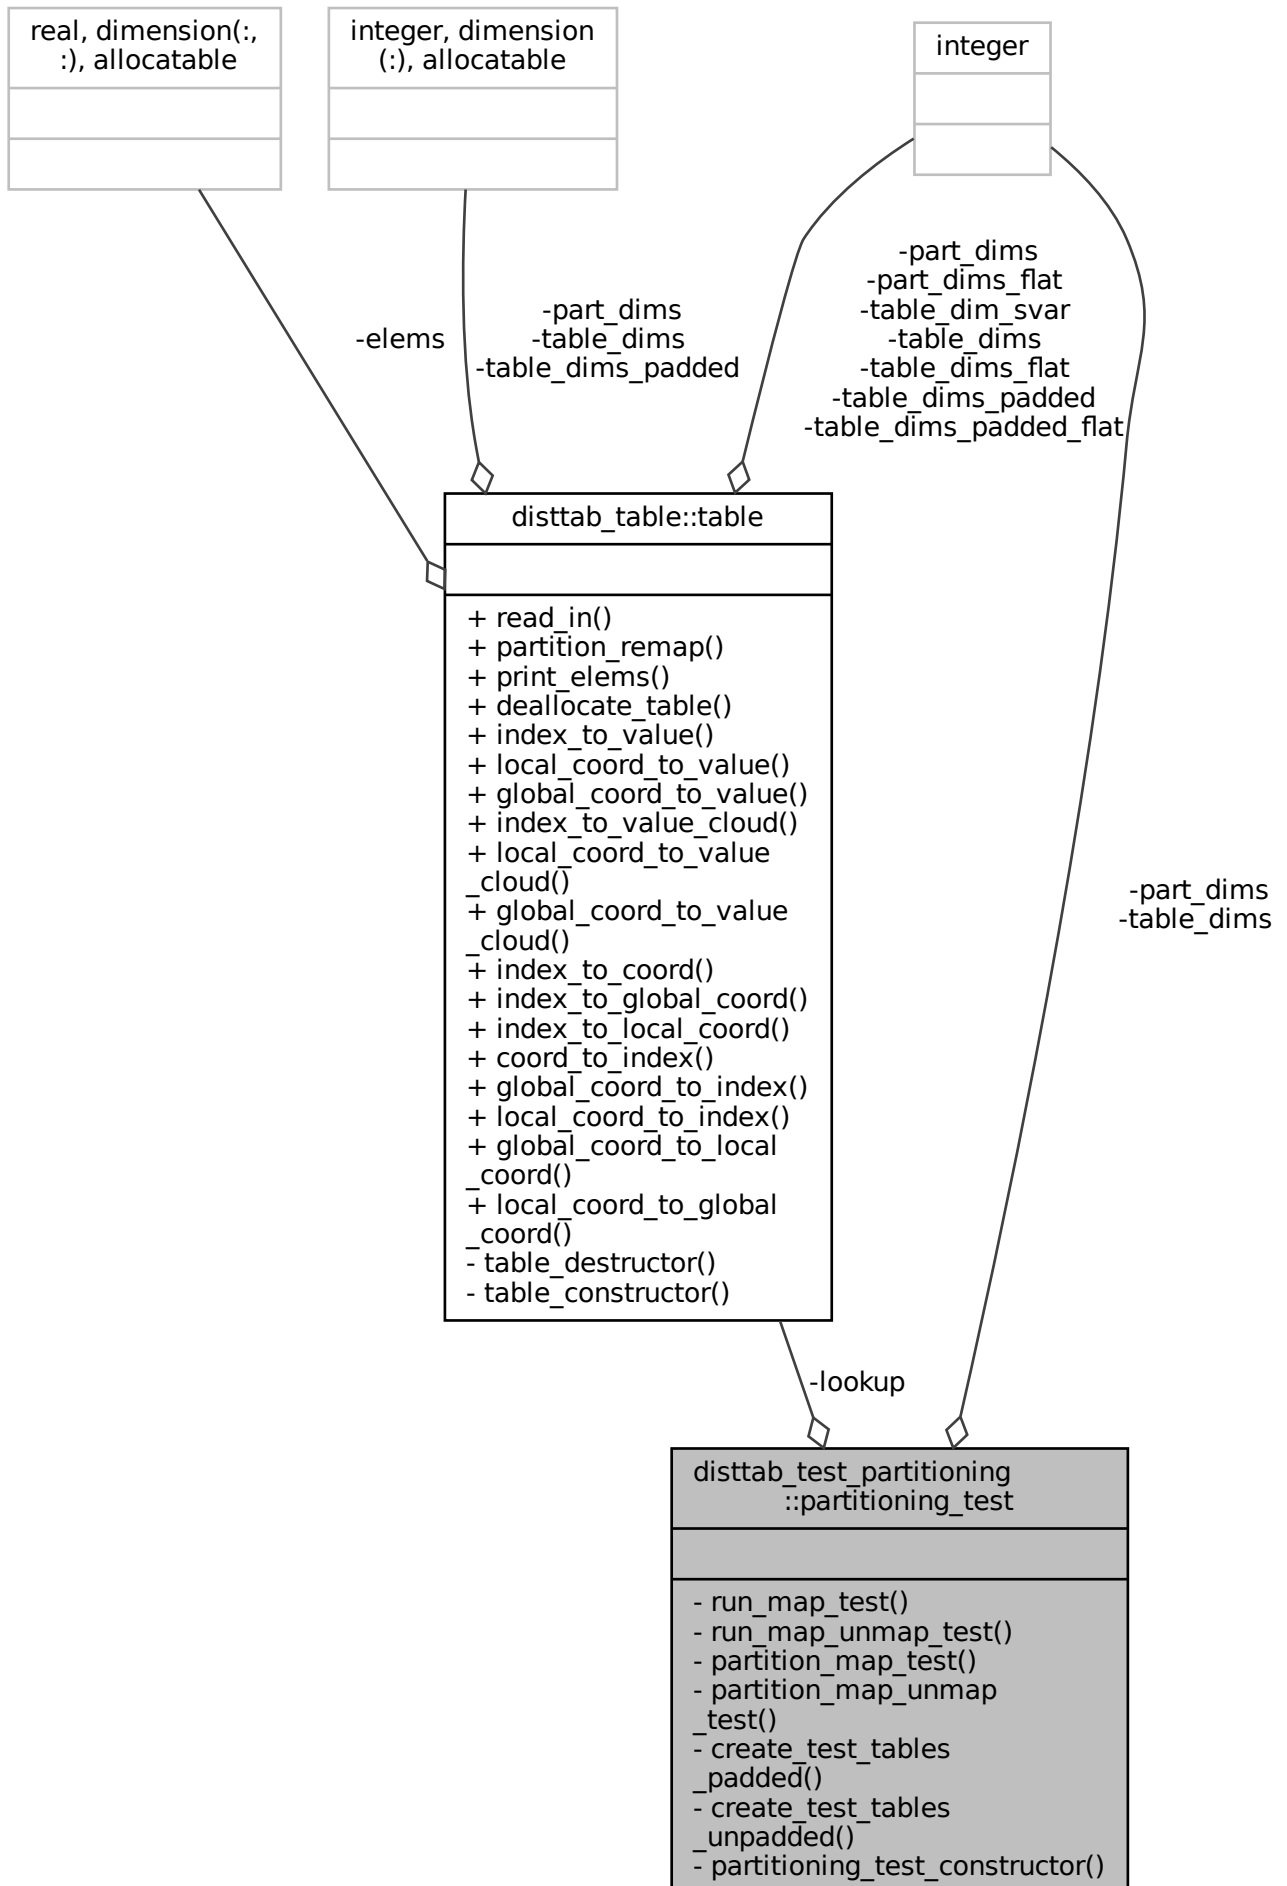 real, dimension(:,
:), allocatable
integer, dimension
(:), allocatable
integer
-elems
-part_dims
-table_dims
-table_dims_padded
-part_dims
-part_dims_flat
-table_dim_svar
-table_dims
-table_dims_flat
-table_dims_padded
-table_dims_padded_flat
disttab_table::table
+ read_in()
+ partition_remap()
+ print_elems()
+ deallocate_table()
+ index_to_value()
+ local_coord_to_value()
+ global_coord_to_value()
+ index_to_value_cloud()
+ local_coord_to_value
_cloud()
+ global_coord_to_value
_cloud()
+ index_to_coord()
+ index_to_global_coord()
+ index_to_local_coord()
+ coord_to_index()
+ global_coord_to_index()
+ local_coord_to_index()
+ global_coord_to_local
_coord()
+ local_coord_to_global
_coord()
- table_destructor()
- table_constructor()
-part_dims
-table_dims
-lookup
disttab_test_partitioning
::partitioning_test
- run_map_test()
- run_map_unmap_test()
- partition_map_test()
- partition_map_unmap
_test()
- create_test_tables
_padded()
- create_test_tables
_unpadded()
- partitioning_test_constructor()